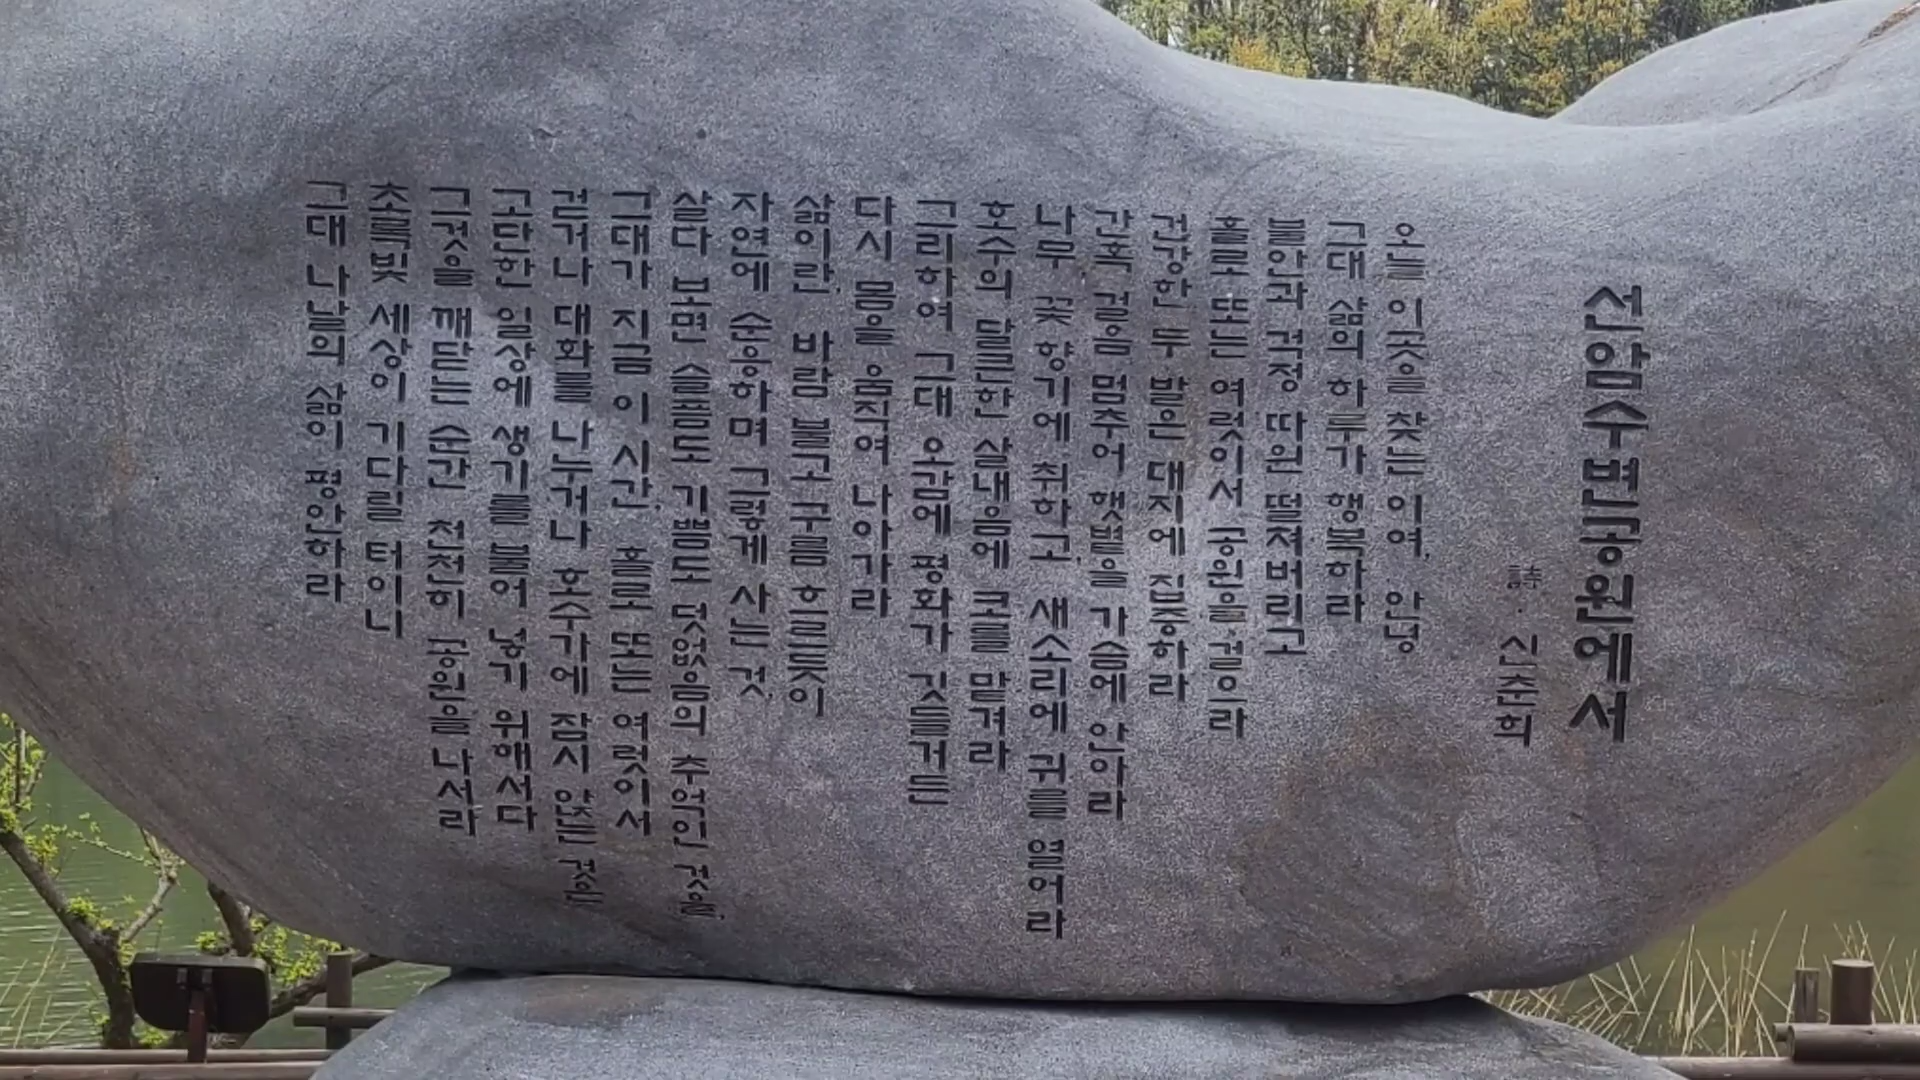 선암수변공원에서
詩·신춘희
오늘 이곳을 찾는 이여, 안녕
그대 삶의 하루가 행복하라
불안과 걱정 따윈 떨쳐버리고
홀로 또는 여럿이서 공원을 걸으라
건강한 두 발은 대지에 집중하라
간혹 걸음 멈추어 햇볕을 가슴에 안아라
나무 꽃 향기에 취하고, 새소리에 귀를 열어라
호수의 달큰한 살내음에 코를 맡겨라
그리하여 그대 오감에 평화가 깃들거든
다시 몸을 움직여 나아가라
삶이란, 바람 불고 구름 흐르듯이
자연에 순응하며 그렇게 사는 것,
살다 보면 슬픔도 기쁨도 덧없음의 추억인 것을,
그대가 지금 이 시간, 홀로 또는 여럿이서
걷거나 대화를 나누거나 호수가에 잠시 앉는 것은
고단한 일상에 생기를 불어 넣기 위해서다
그것을 깨닫는 순간 천천히 공원을 나서라
초록빛 세상이 기다릴 터이니
그대 나날의 삶이 평안하라